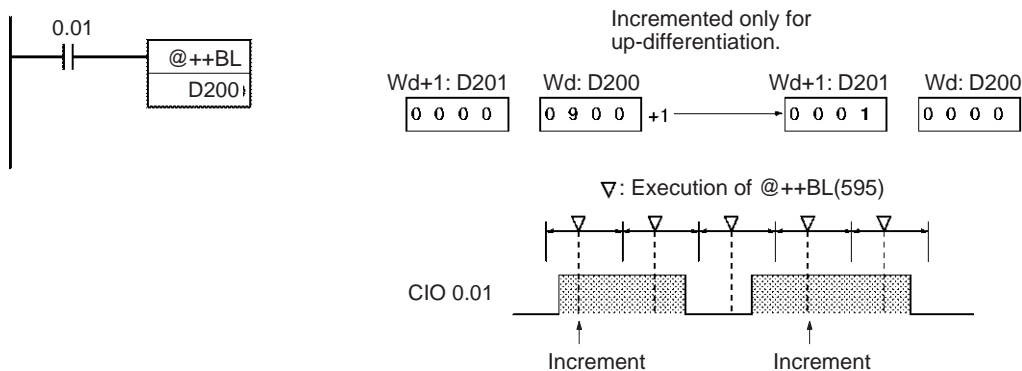 0.01
@++BL
D200
Incremented only for
up-differentiation.
Wd+1: D201 Wd: D200 Wd+1: D201 Wd: D200
0 0 0 0 0 9 0 0 +1 0 0 0 1 0 0 0 0
: Execution of @++BL(595)
CIO 0.01
Increment Increment